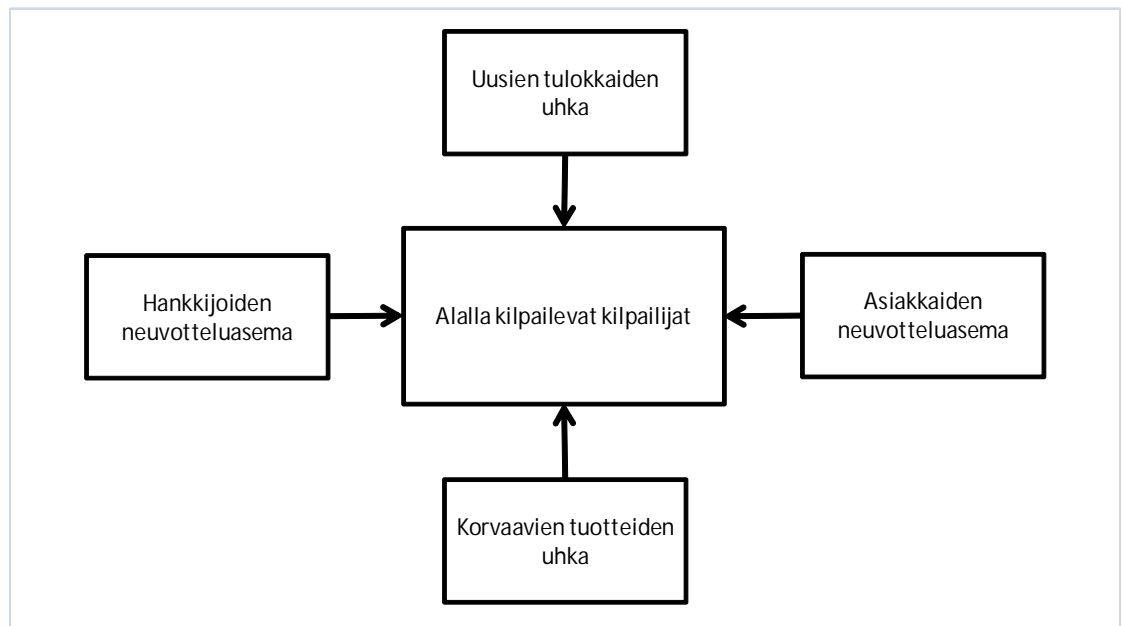 Uusien tulokkaiden
uhka
Hankkijoiden
neuvotteluasema
Alalla kilpailevat kilpailijat
Asiakkaiden
neuvotteluasema
Korvaavien tuotteiden
uhka